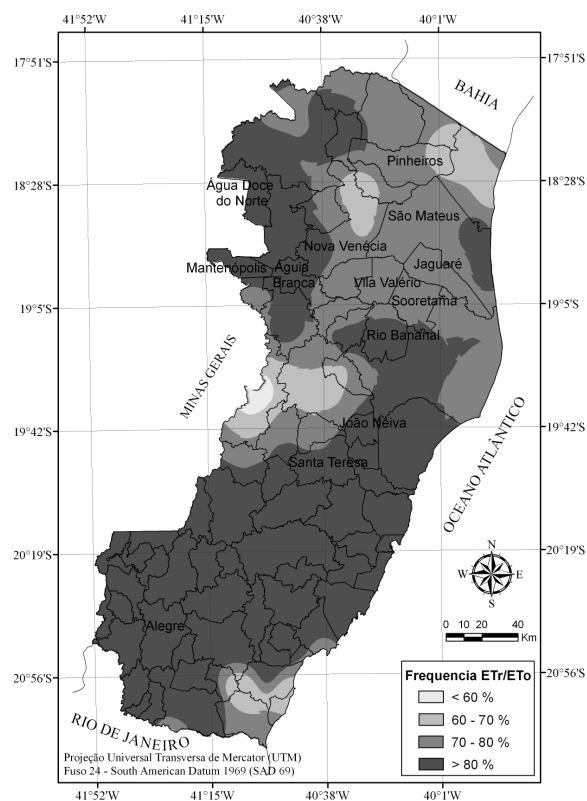 41°52'W 41°15'W 40°38'W 40°1'W
17°51'S 17°51'S
BAHIA
Pinheiros
18°28'S 18°28'S
Água Doce
do Norte
São Mateus
Nova Venécia
Jaguaré
Mantenópolis
Águia
Branca
Vila Valério
Sooretama
19°5'S 19°5'S
Rio Bananal
MINAS GERAIS
João Neiva
19°42'S 19°42'S
Santa Teresa
OCEANO ATLÂNTICO
20°19'S 20°19'S
N
W E
S
Alegre
0 10 20 40
Km
20°56'S 20°56'S
Frequencia ETr/ETo
< 60 %
60 - 70 %
70 - 80 %
> 80 %
RIO DE JANEIRO
Projeção Universal Transversa de Mercator (UTM)
Fuso 24 - South American Datum 1969 (SAD 69)
41°52'W 41°15'W 40°38'W 40°1'W